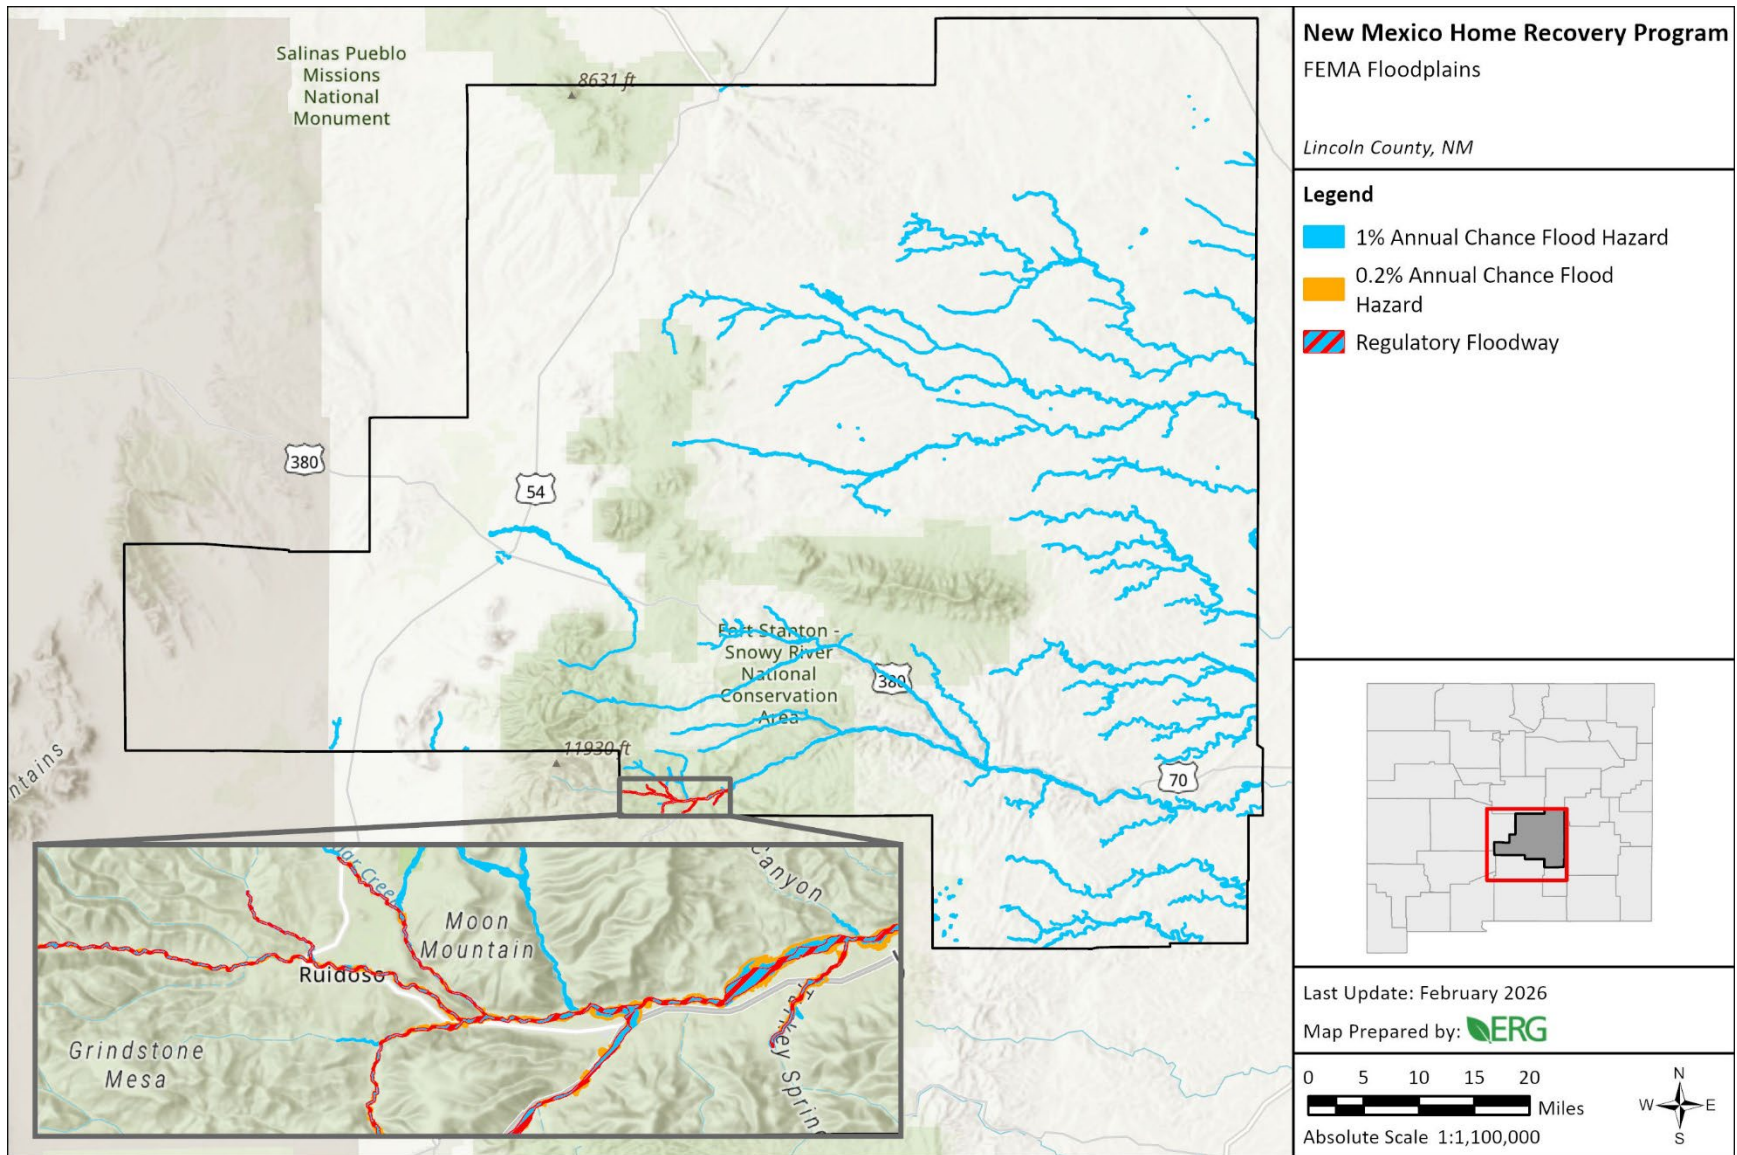 Salinas Pueblo
Missions
National
Monument
8631 ft
380
54
Fort Stanton -
Snowy River
National
Conservation
Area
380
11930 ft
70
ntains
Canyon
Creek
Moon
Mountain
Ruidoso
Grindstone
Mesa
Turkey Spring
New Mexico Home Recovery Program
FEMA Floodplains
Lincoln County, NM
Legend
1% Annual Chance Flood Hazard
0.2% Annual Chance Flood
Hazard
Regulatory Floodway
Last Update: February 2026
Map Prepared by: ERG
0 5 10 15 20
Miles
Absolute Scale 1:1,100,000
N
W E
S